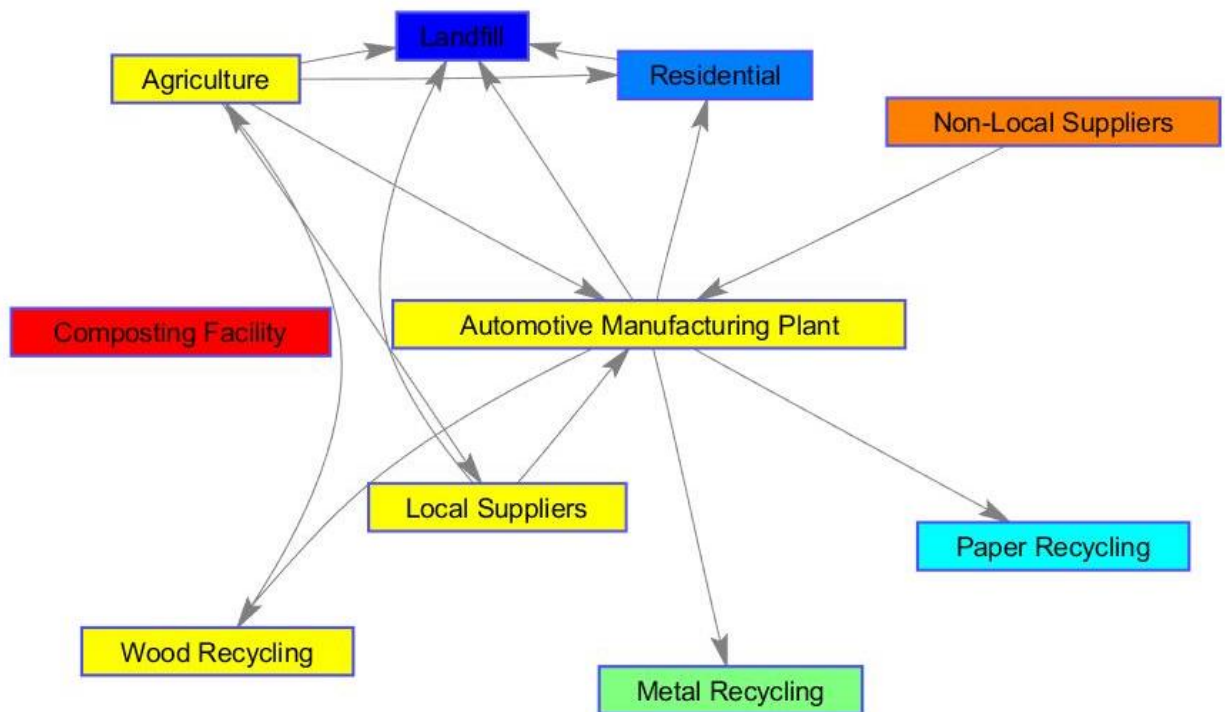 Landfill
Agriculture
Residential
Non-Local Suppliers
Composting Facility
Automotive Manufacturing Plant
Local Suppliers
Paper Recycling
Wood Recycling
Metal Recycling